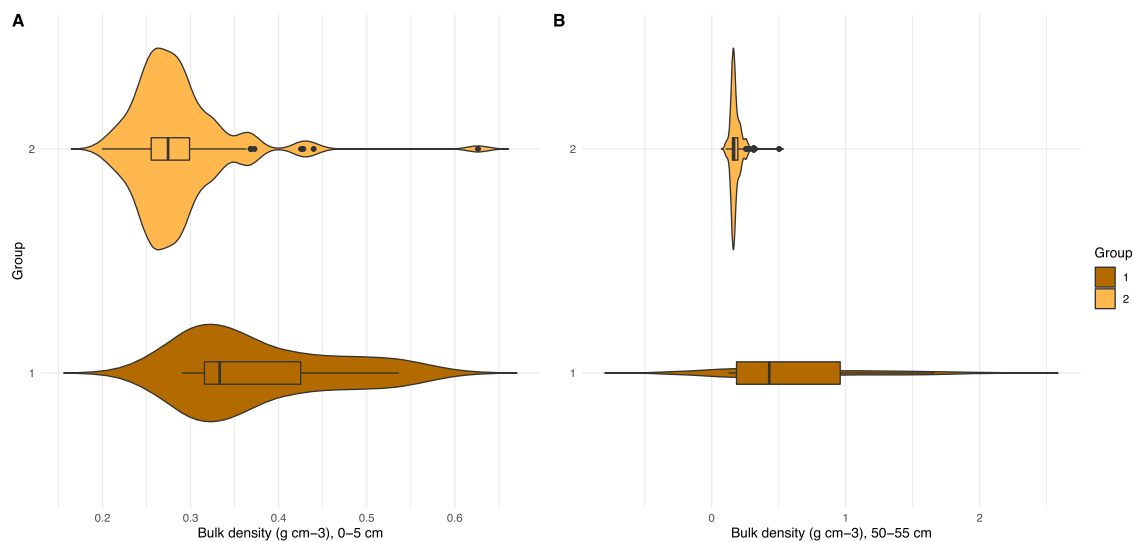 A
B
2
1
Group
0.2 0.3 0.4 0.5 0.6
Bulk density (g cm−3), 0−5 cm
2
1
0 1 2
Bulk density (g cm−3), 50−55 cm
Group
1
2